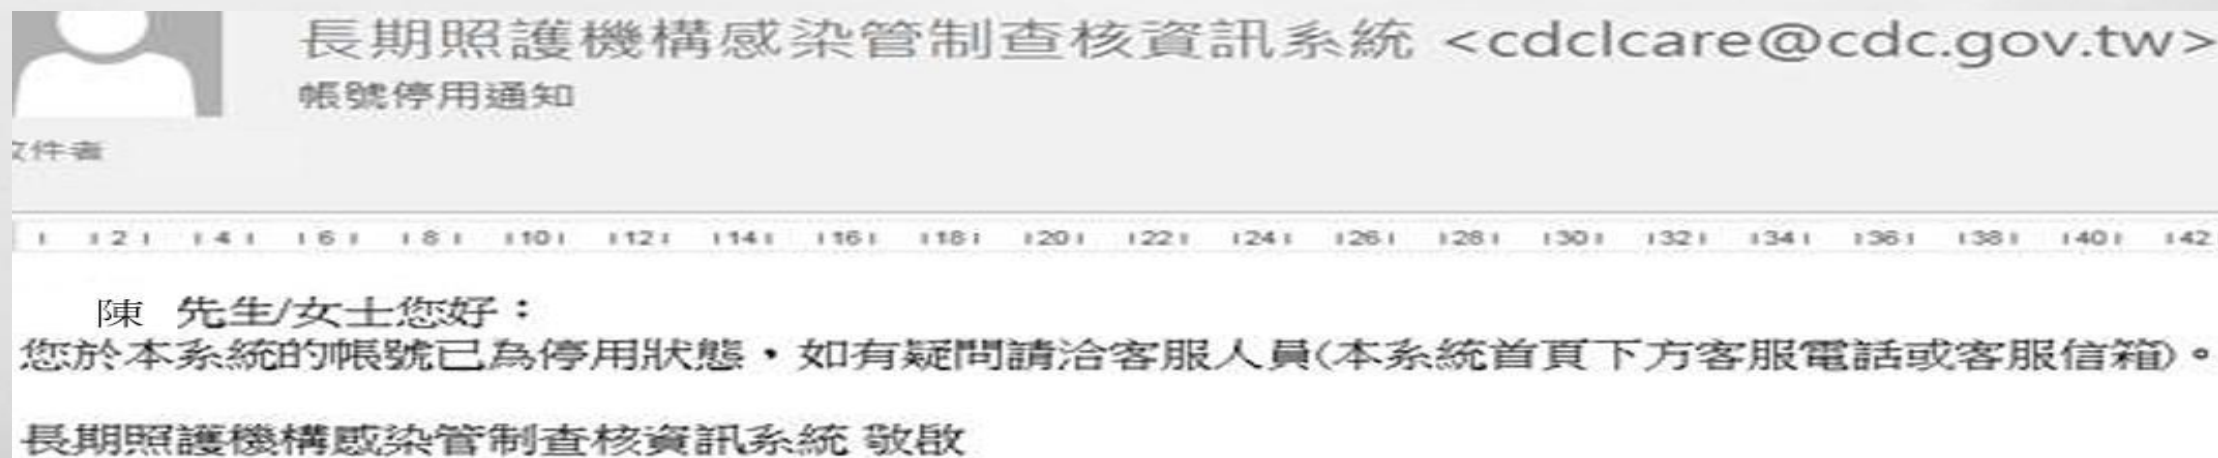 長期照護機構感染管制查核資訊系統 <cdclcare@cdc.gov.tw>
帳號停用通知
文件者
2 4 6 8 10 12 14 16 18 20 22 24 26 28 30 32 34 36 38 40 42
陳 先生/女士您好：
您於本系統的帳號已為停用狀態，如有疑問請洽客服人員(本系統首頁下方客服電話或客服信箱)。
長期照護機構感染管制查核資訊系統 敬啟